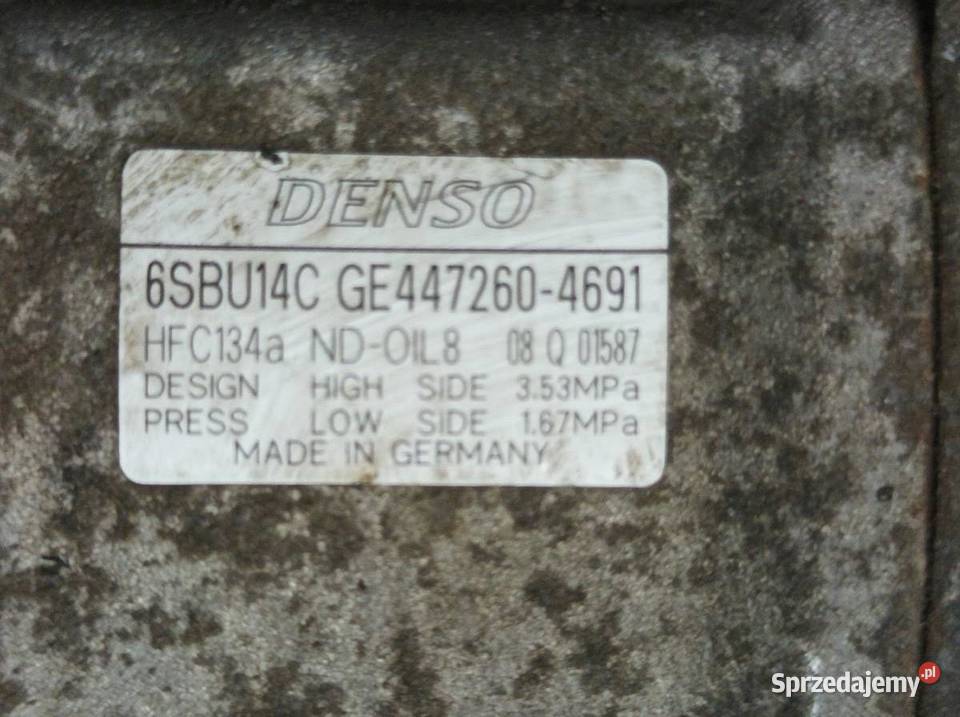 DENSO
6SBU14C GE447260-4691
HFC134a ND-OIL8 08 Q 01587
DESIGN HIGH SIDE 3.53MPa
PRESS LOW SIDE 1.67MPa
MADE IN GERMANY
Sprzedajemy.pl